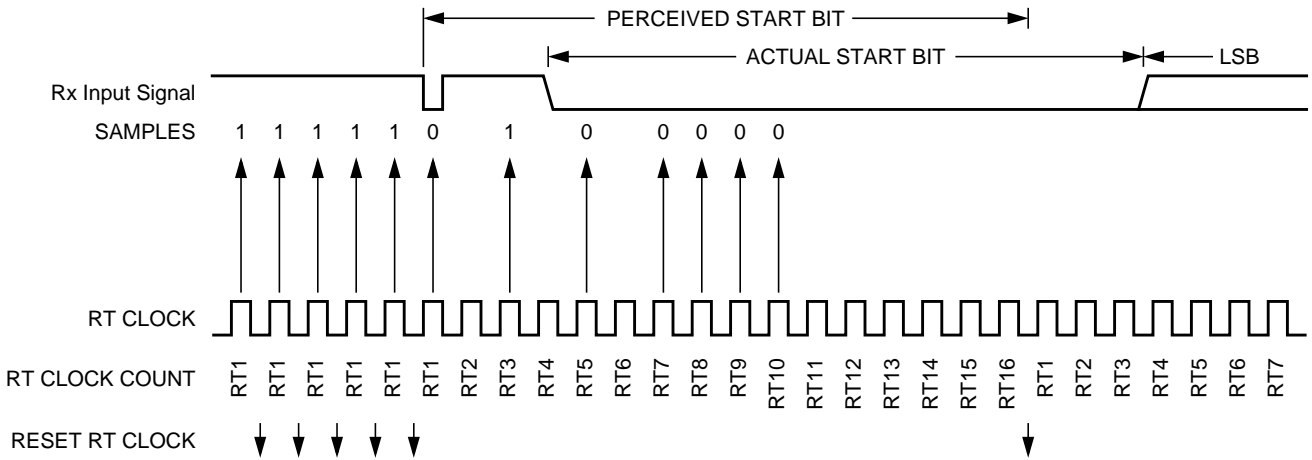 PERCEIVED START BIT
ACTUAL START BIT LSB
Rx Input Signal
SAMPLES 1 1 1 1 1 0 1 0 0 0 0 0
RT CLOCK
RT CLOCK COUNT RT1 RT1 RT1 RT1 RT1 RT1 RT2 RT3 RT4 RT5 RT6 RT7 RT8 RT9 RT10 RT11 RT12 RT13 RT14 RT15 RT16 RT1 RT2 RT3 RT4 RT5 RT6 RT7
RESET RT CLOCK